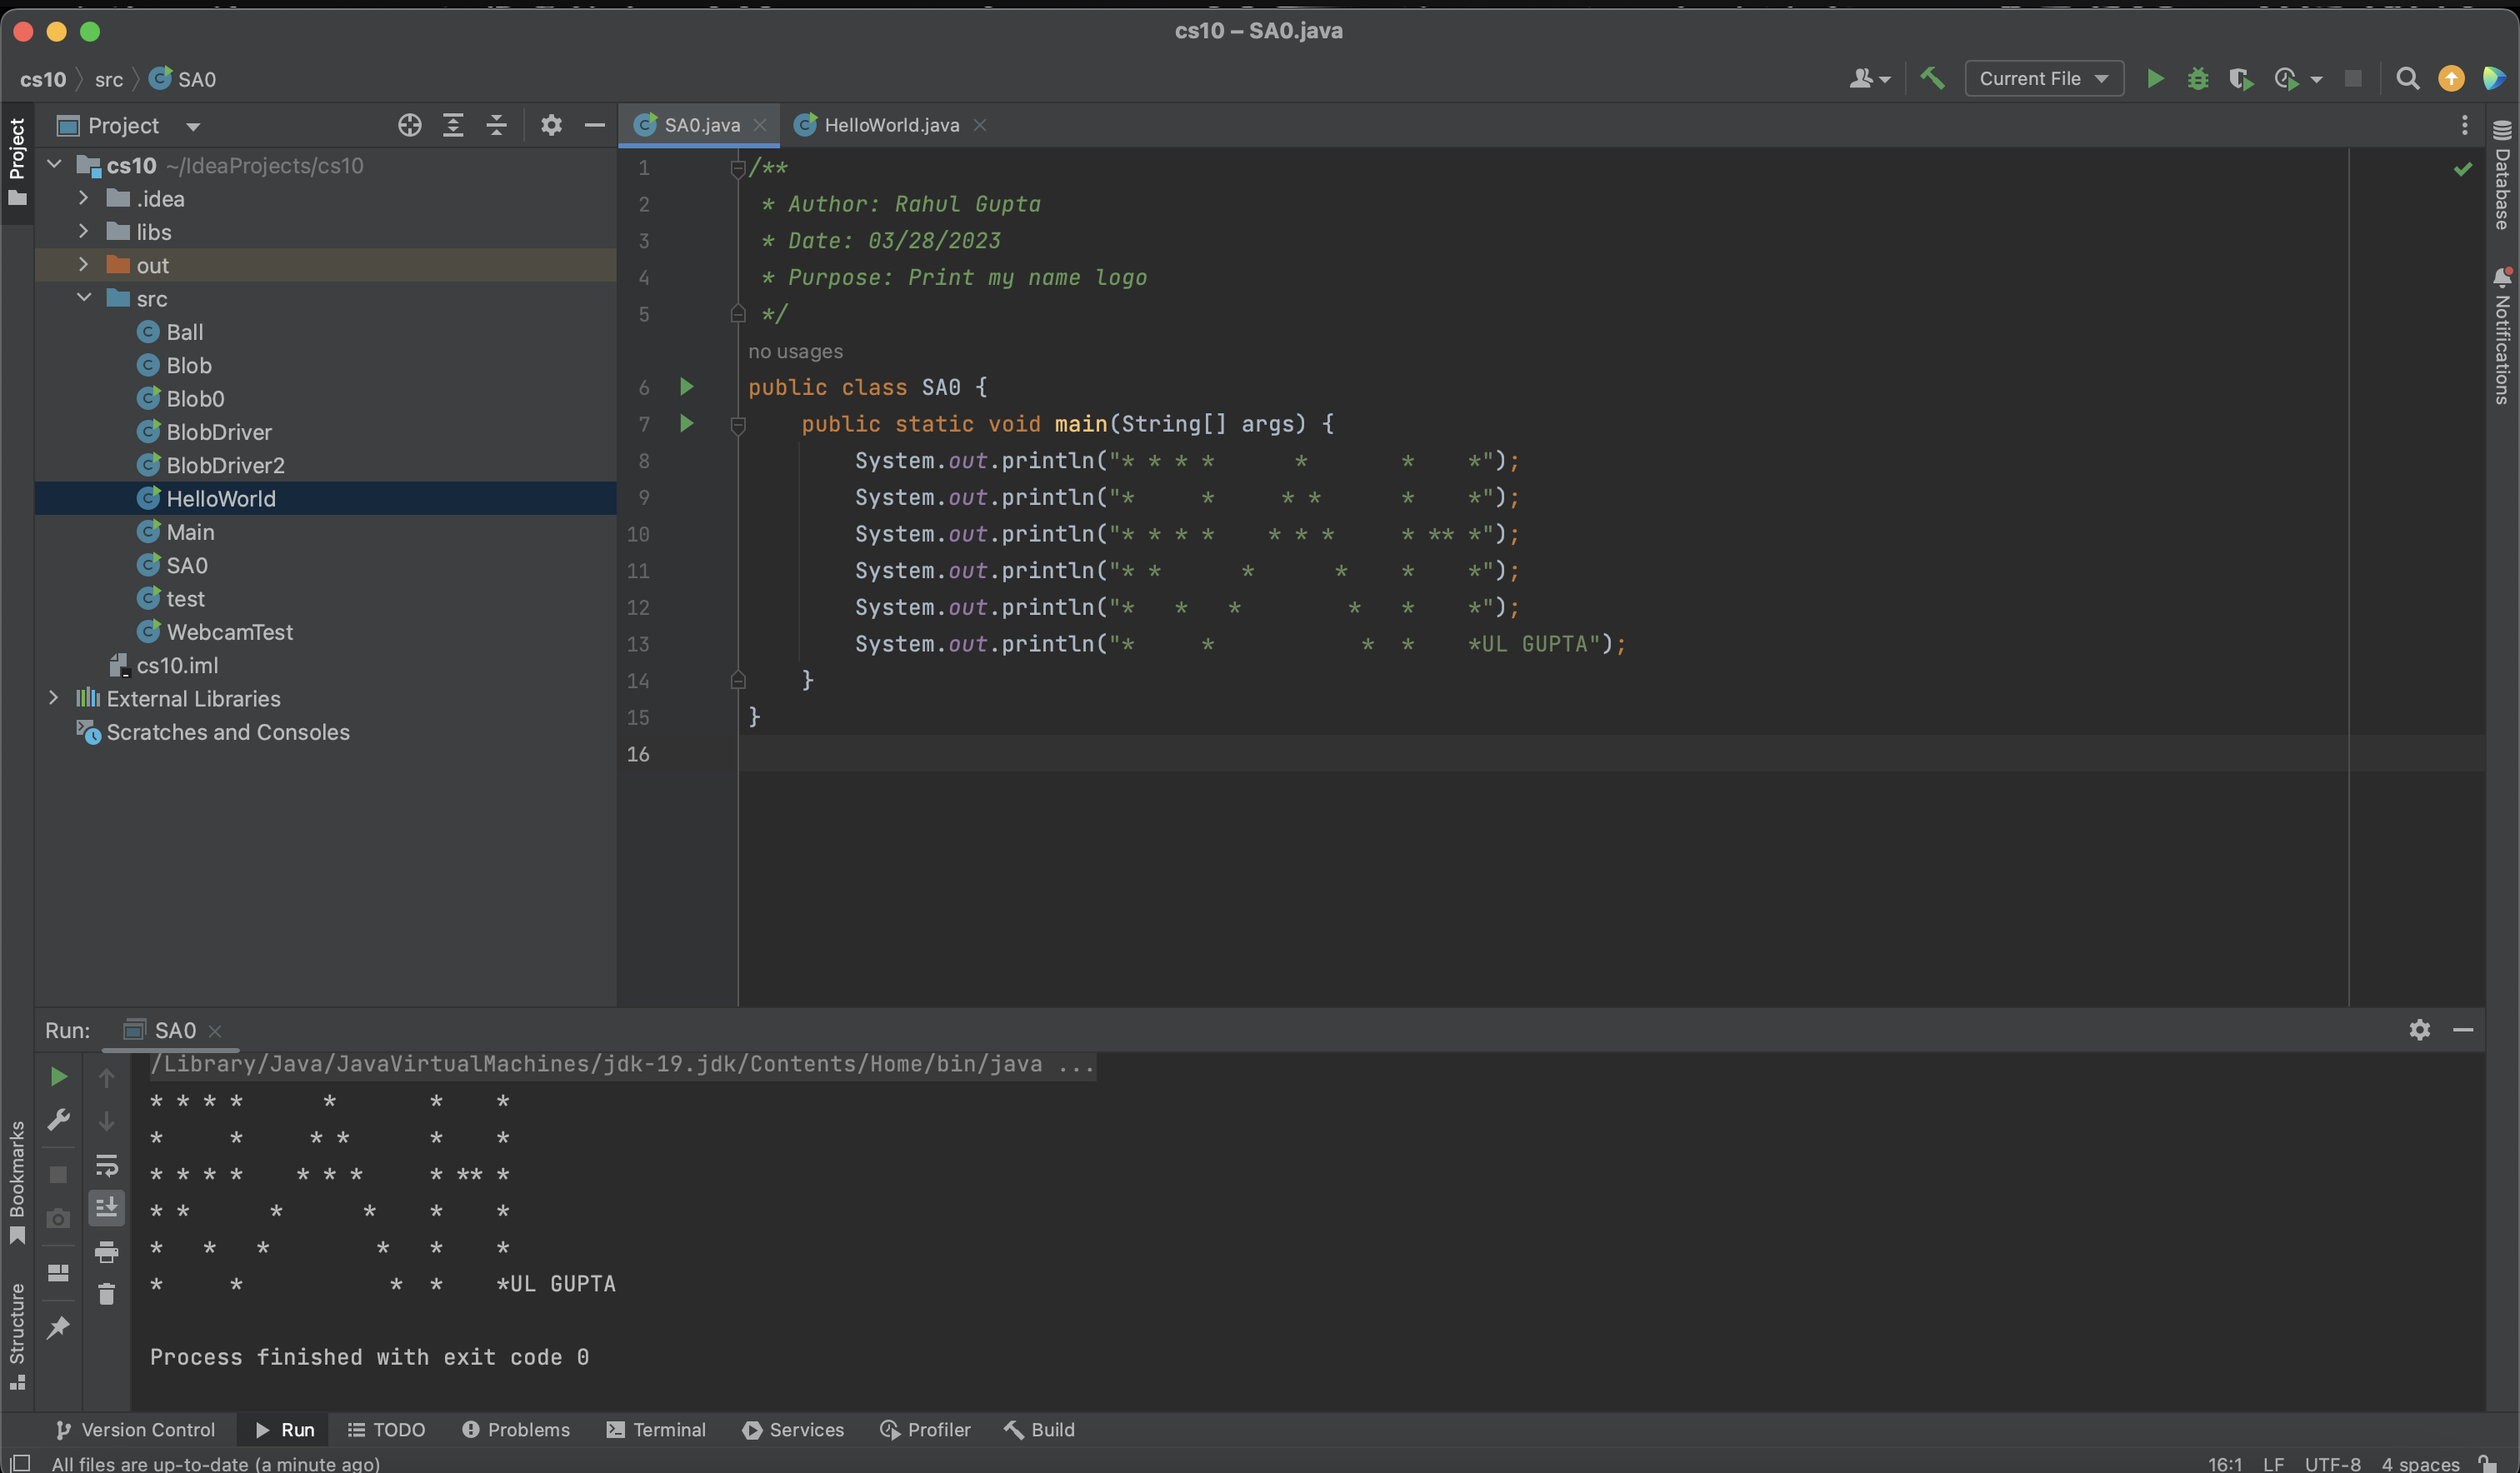 cs10 – SA0.java
cs10 src SA0
Current File
Project
SA0.java
HelloWorld.java
Project
cs10 ~/IdeaProjects/cs10
.idea
libs
out
src
Ball
Blob
Blob0
BlobDriver
BlobDriver2
HelloWorld
Main
SA0
test
WebcamTest
cs10.iml
External Libraries
Scratches and Consoles
1 /**
2  * Author: Rahul Gupta
3  * Date: 03/28/2023
4  * Purpose: Print my name logo
5  */
no usages
6 public class SA0 {
7     public static void main(String[] args) {
8         System.out.println("* * * *      *       *    *");
9         System.out.println("*     *     * *      *    *");
10         System.out.println("* * * *    * * *     * ** *");
11         System.out.println("* *      *      *    *    *");
12         System.out.println("*   *   *        *   *    *");
13         System.out.println("*     *           *  *    *UL GUPTA");
14     }
15 }
16
Database
Notifications
Run: SA0
/Library/Java/JavaVirtualMachines/jdk-19.jdk/Contents/Home/bin/java ...
* * * *      *       *    *
*     *     * *      *    *
* * * *    * * *     * ** *
* *      *      *    *    *
*   *   *        *   *    *
*     *           *  *    *UL GUPTA
Process finished with exit code 0
Bookmarks
Structure
Version Control Run TODO Problems Terminal Services Profiler Build
All files are up-to-date (a minute ago)
16:1 LF UTF-8 4 spaces